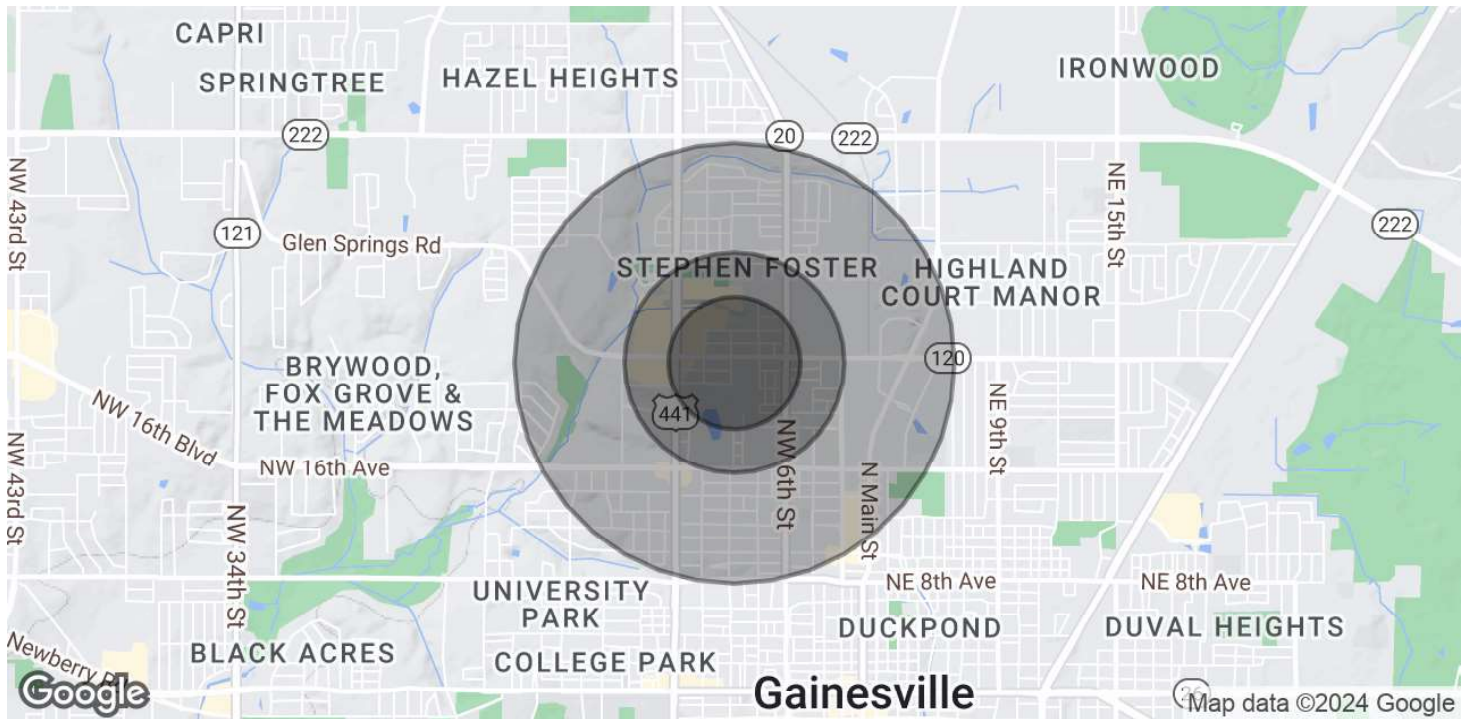 CAPRI
SPRINGTREE
HAZEL HEIGHTS
IRONWOOD
222
20
222
NW 43rd St
121
Glen Springs Rd
NE 15th St
222
STEPHEN FOSTER
HIGHLAND
COURT MANOR
BRYWOOD,
FOX GROVE &
THE MEADOWS
120
441
NW 16th Blvd
NW 16th Ave
NE 9th St
NW 43rd St
NW 34th St
NW 6th St
N Main St
UNIVERSITY
PARK
NE 8th Ave
NE 8th Ave
DUCKPOND
DUVAL HEIGHTS
BLACK ACRES
COLLEGE PARK
Newberry Rd
Google
Gainesville
26
Map data ©2024 Google